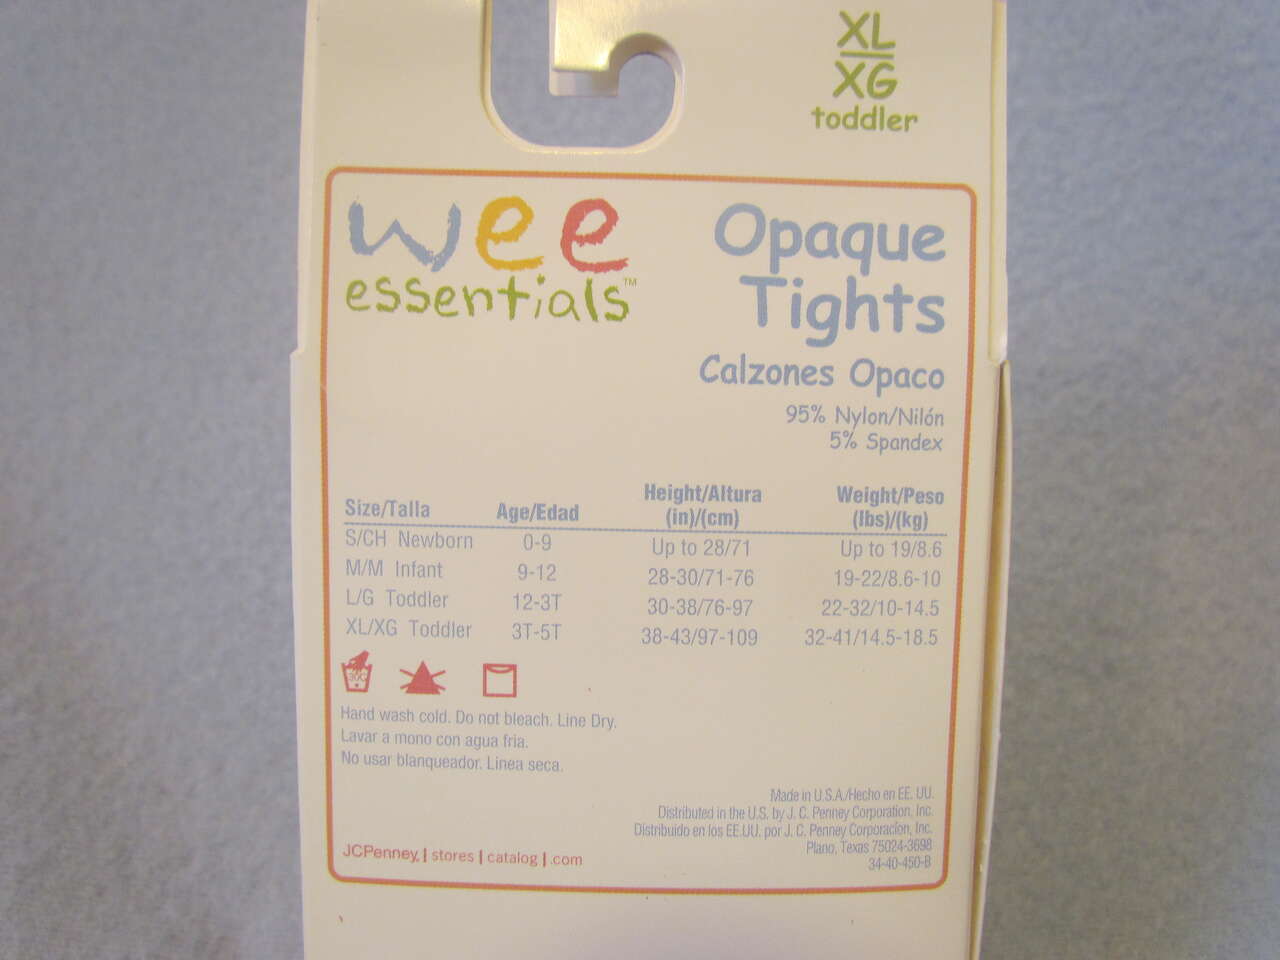 XL
XG
toddler
wee
essentials™
Opaque
Tights
Calzones Opaco
95% Nylon/Nilón
5% Spandex
Size/Talla Age/Edad Height/Altura (in)/(cm) Weight/Peso (lbs)/(kg)
S/CH Newborn 0-9 Up to 28/71 Up to 19/8.6
M/M Infant 9-12 28-30/71-76 19-22/8.6-10
L/G Toddler 12-3T 30-38/76-97 22-32/10-14.5
XL/XG Toddler 3T-5T 38-43/97-109 32-41/14.5-18.5
30C
Hand wash cold. Do not bleach. Line Dry.
Lavar a mono con agua fria.
No usar blanqueador. Linea seca.
Made in U.S.A./Hecho en EE. UU.
Distributed in the U.S. by J. C. Penney Corporation, Inc.
Distribuido en los EE.UU. por J. C. Penney Corporacíon, Inc.
Plano, Texas 75024-3698
34-40-450-B
JCPenney | stores | catalog | .com